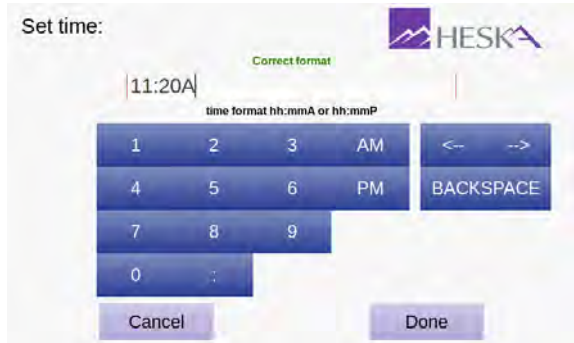 Set time:
HESKA
Correct format
11:20A
time format hh:mmA or hh:mmP
1 2 3 AM <-- -->
4 5 6 PM BACKSPACE
7 8 9
0 :
Cancel Done